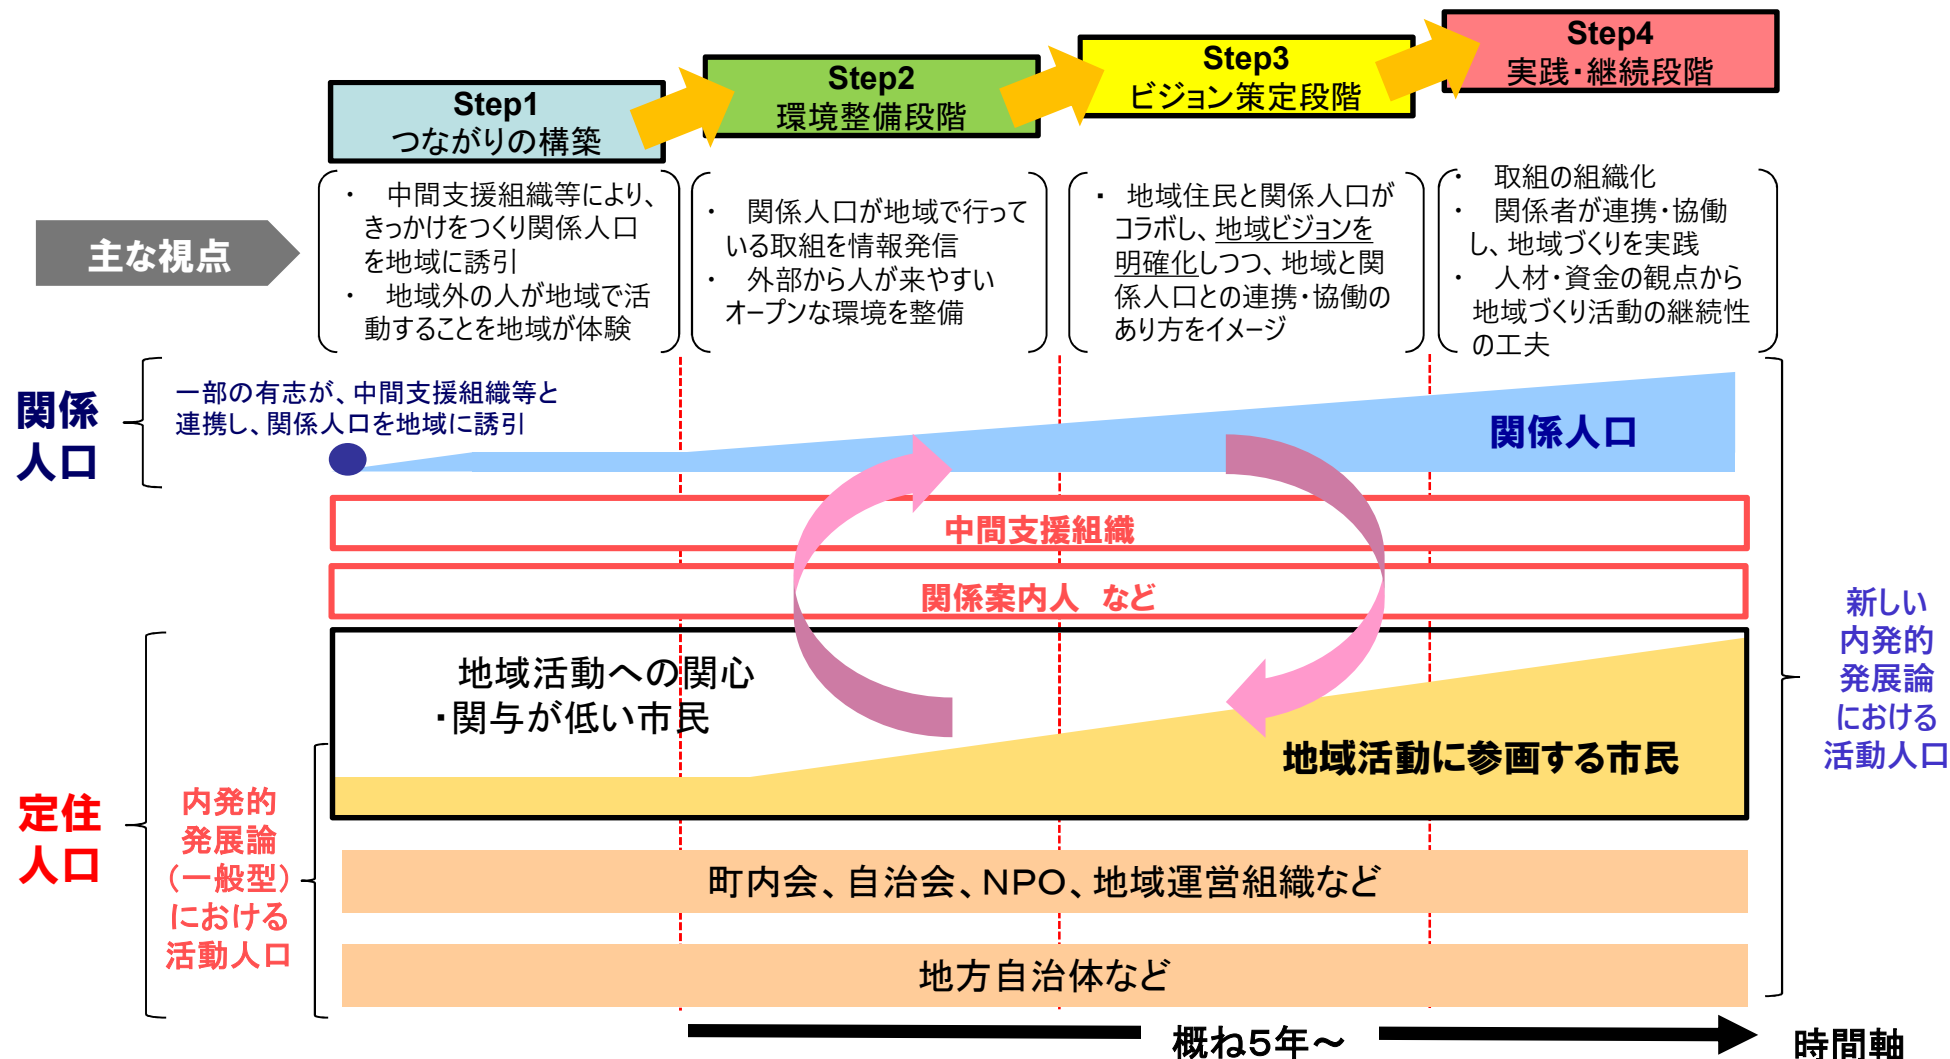 Step1
つながりの構築
Step2
環境整備段階
Step3
ビジョン策定段階
Step4
実践・継続段階
主な視点
・　中間支援組織等により、
きっかけをつくり関係人口
を地域に誘引
・　地域外の人が地域で活
動することを地域が体験
・　関係人口が地域で行って
いる取組を情報発信
・　外部から人が来やすい
オープンな環境を整備
・　地域住民と関係人口が
コラボし、地域ビジョンを
明確化しつつ、地域と関
係人口との連携・協働の
あり方をイメージ
・　取組の組織化
・　関係者が連携・協働
し、地域づくりを実践
・　人材・資金の観点から
地域づくり活動の継続性
の工夫
関係
人口
一部の有志が、中間支援組織等と
連携し、関係人口を地域に誘引
関係人口
中間支援組織
関係案内人　など
地域活動への関心
・関与が低い市民
地域活動に参画する市民
定住
人口
内発的
発展論
（一般型）
における
活動人口
町内会、自治会、NPO、地域運営組織など
地方自治体など
新しい
内発的
発展論
における
活動人口
概ね５年～
時間軸